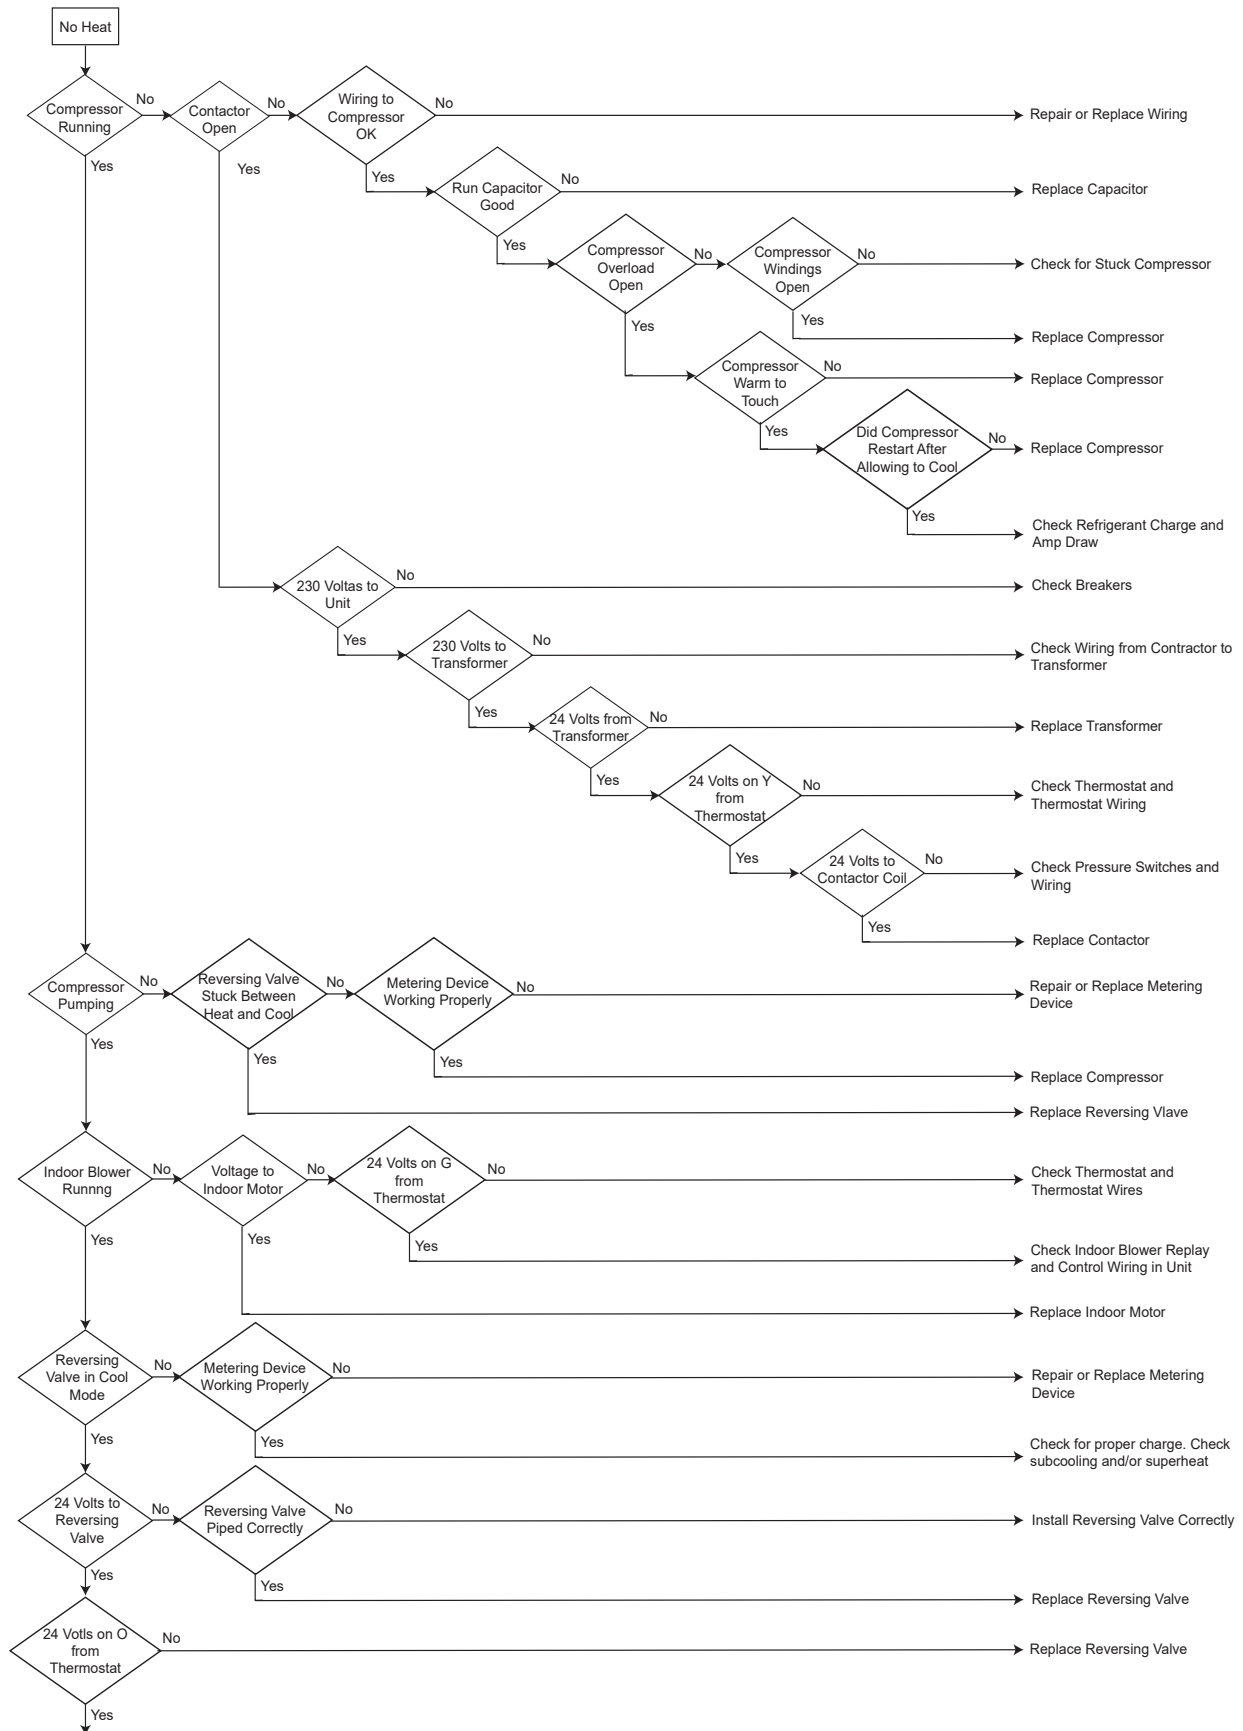 No Heat
No
No
No
Compressor
Running
Contactor
Open
Wiring to
Compressor
OK
Repair or Replace Wiring
Yes
Yes
Yes
Run Capacitor
Good
No
Replace Capacitor
Yes
Compressor
Overload
Open
No
Compressor
Windings
Open
No
Check for Stuck Compressor
Yes
Yes
Replace Compressor
Compressor
Warm to
Touch
No
Replace Compressor
Yes
Did Compressor
Restart After
Allowing to Cool
No
Replace Compressor
Yes
Check Refrigerant Charge and
Amp Draw
230 Voltas to
Unit
No
Check Breakers
Yes
230 Volts to
Transformer
No
Check Wiring from Contractor to
Transformer
Yes
24 Volts from
Transformer
No
Replace Transformer
Yes
24 Volts on Y
from
Thermostat
No
Check Thermostat and
Thermostat Wiring
Yes
24 Volts to
Contactor Coil
No
Check Pressure Switches and
Wiring
Yes
Replace Contactor
Compressor
Pumping
No
Reversing Valve
Stuck Between
Heat and Cool
No
Metering Device
Working Properly
No
Repair or Replace Metering
Device
Yes
Yes
Yes
Replace Compressor
Replace Reversing Vlave
Indoor Blower
Runnng
No
Voltage to
Indoor Motor
No
24 Volts on G
from
Thermostat
No
Check Thermostat and
Thermostat Wires
Yes
Yes
Yes
Check Indoor Blower Replay
and Control Wiring in Unit
Replace Indoor Motor
Reversing
Valve in Cool
Mode
No
Metering Device
Working Properly
No
Repair or Replace Metering
Device
Yes
Yes
Check for proper charge. Check
subcooling and/or superheat
24 Volts to
Reversing
Valve
No
Reversing Valve
Piped Correctly
No
Install Reversing Valve Correctly
Yes
Yes
Replace Reversing Valve
24 Votls on O
from
Thermostat
No
Replace Reversing Valve
Yes